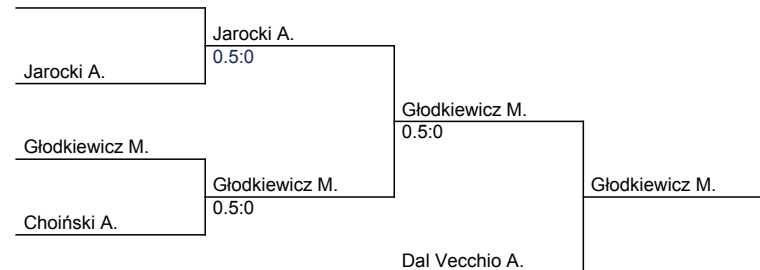 Jarocki A.
0.5:0
Jarocki A.
Głodkiewicz M.
0.5:0
Głodkiewicz M.
Głodkiewicz M.
0.5:0
Głodkiewicz M.
Choiński A.
Dal Vecchio A.